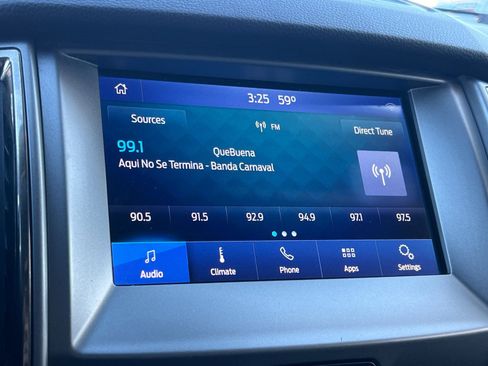 3:25 59°
Sources
FM
Direct Tune
99.1
QueBuena
Aqui No Se Termina - Banda Carnaval
90.5 91.5 92.9 94.9 97.1 97.5
Audio Climate Phone Apps Settings